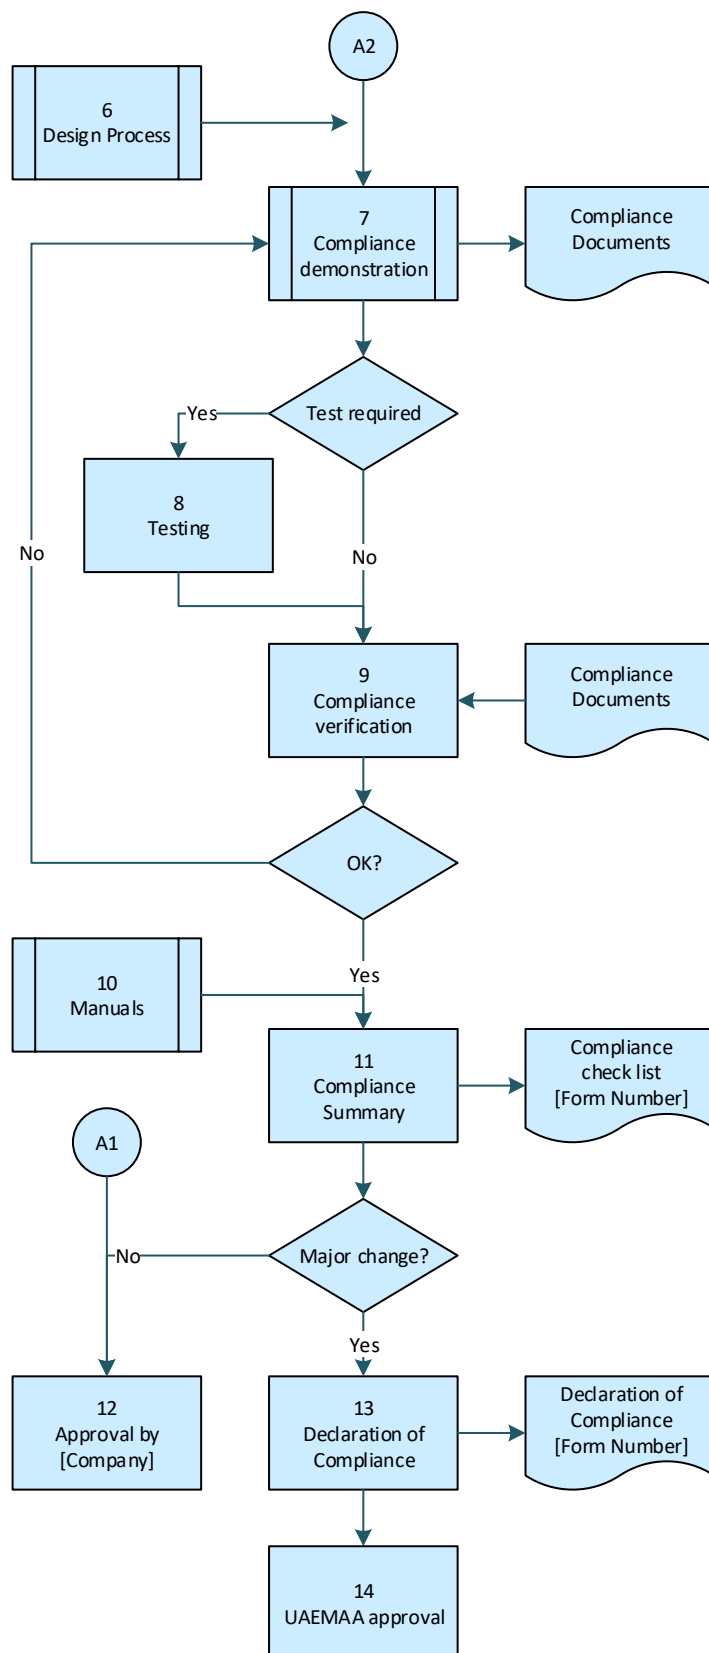 A2
6
Design Process
7
Compliance
demonstration
Compliance
Documents
Test required
Yes
8
Testing
No
No
9
Compliance
verification
Compliance
Documents
OK?
Yes
10
Manuals
11
Compliance
Summary
Compliance
check list
[Form Number]
A1
Major change?
No
Yes
12
Approval by
[Company]
13
Declaration of
Compliance
Declaration of
Compliance
[Form Number]
14
UAEMAA approval